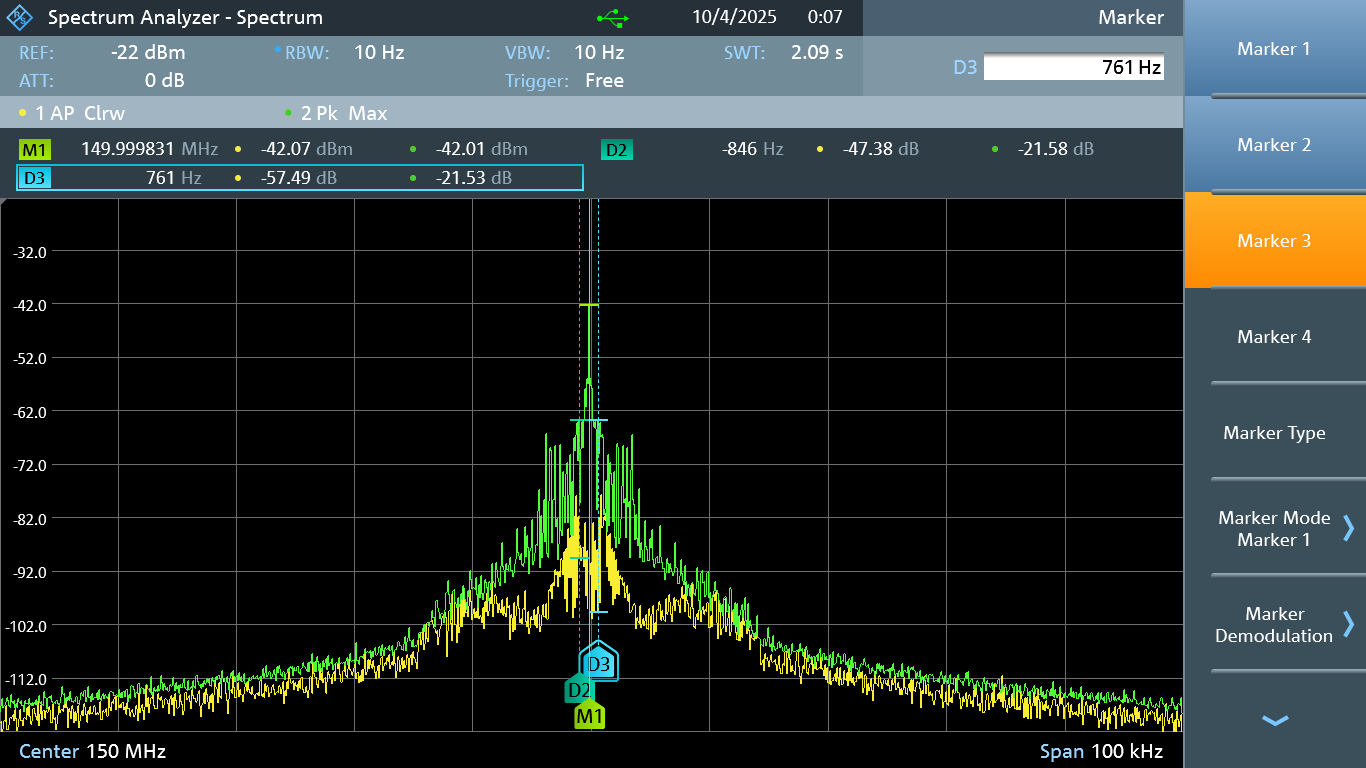 Spectrum Analyzer - Spectrum 10/4/2025 0:07 Marker
REF: -22 dBm RBW: 10 Hz VBW: 10 Hz SWT: 2.09 s
D3 761 Hz
ATT: 0 dB Trigger: Free
1 AP Clrw 2 Pk Max
M1 149.999831 MHz -42.07 dBm -42.01 dBm D2 -846 Hz -47.38 dB -21.58 dB
D3 761 Hz -57.49 dB -21.53 dB
-32.0
-42.0
-52.0
-62.0
-72.0
-82.0
-92.0
-102.0
-112.0
D3
D2
M1
Center 150 MHz Span 100 kHz
Marker 1
Marker 2
Marker 3
Marker 4
Marker Type
Marker Mode
Marker 1
Marker
Demodulation